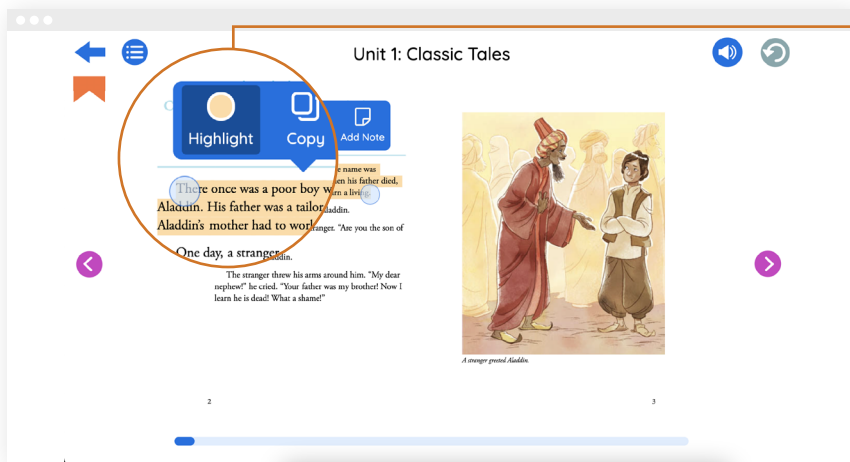 Unit 1: Classic Tales
Highlight
Copy
Add Note
There once was a poor boy w
Aladdin. His father was a tailor
Aladdin's mother had to work
One day, a stranger
e name was
en his father died,
rn a living.
laddin.
ranger. "Are you the son of
addin.
The stranger threw his arms around him. "My dear
nephew!" he cried. "Your father was my brother! Now I
learn he is dead! What a shame!"
2
A stranger greeted Aladdin.
3